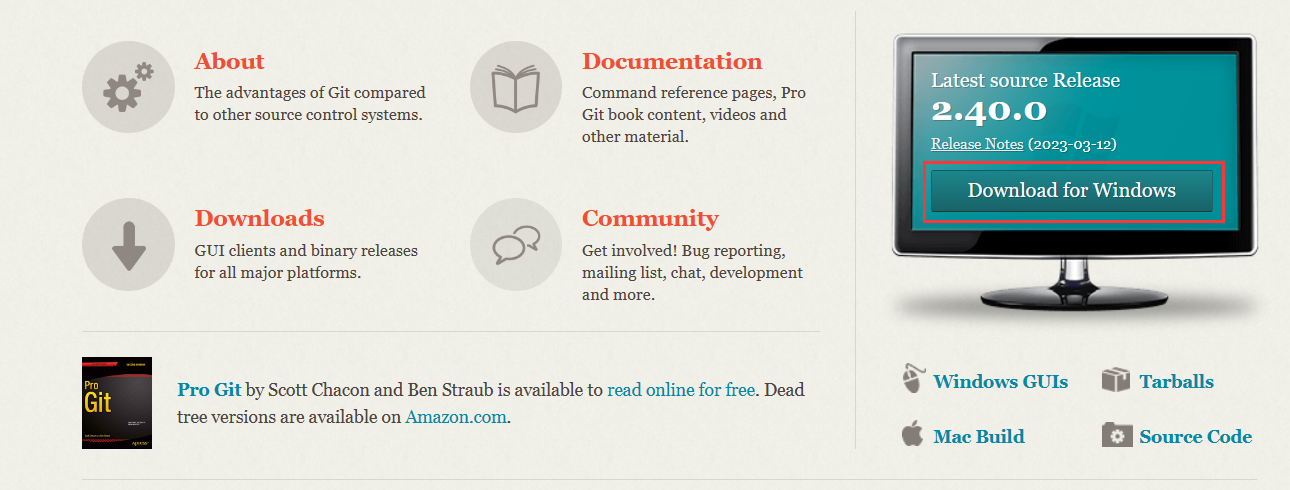 About
The advantages of Git compared
to other source control systems.
Documentation
Command reference pages, Pro
Git book content, videos and
other material.
Downloads
GUI clients and binary releases
for all major platforms.
Community
Get involved! Bug reporting,
mailing list, chat, development
and more.
Pro
Git
Pro Git by Scott Chacon and Ben Straub is available to read online for free. Dead
tree versions are available on Amazon.com.
Latest source Release
2.40.0
Release Notes (2023-03-12)
Download for Windows
Windows GUIs
Tarballs
Mac Build
Source Code